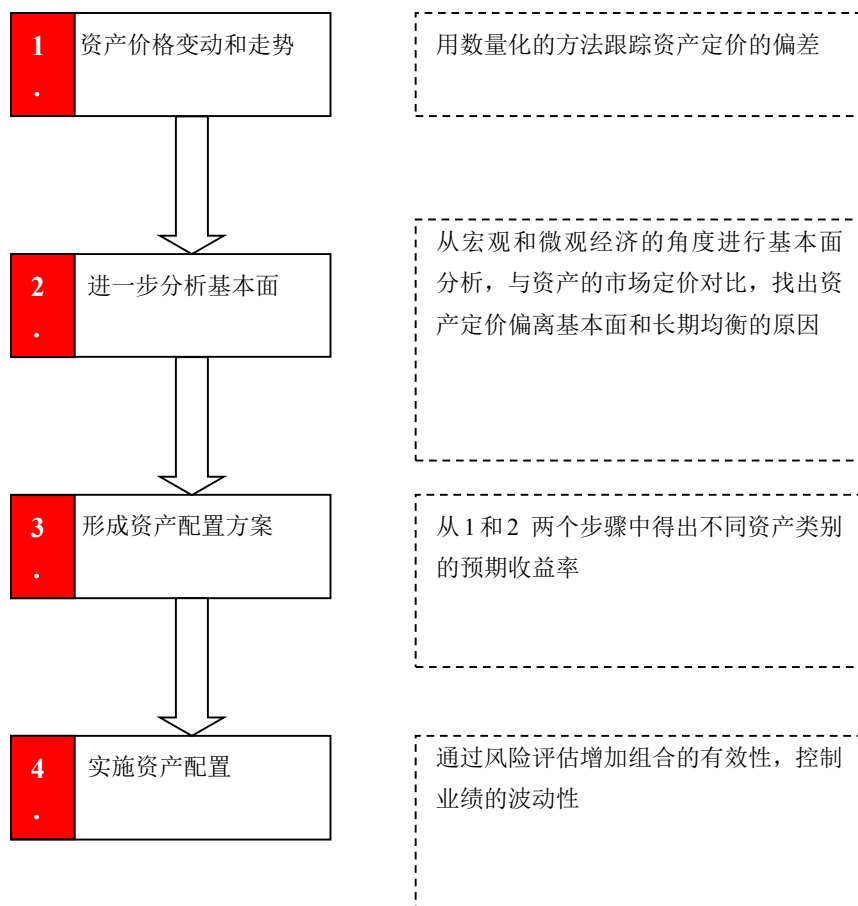 1 资产价格变动和走势
.
用数量化的方法跟踪资产定价的偏差
2 进一步分析基本面
.
从宏观和微观经济的角度进行基本面
分析，与资产的市场定价对比，找出资
产定价偏离基本面和长期均衡的原因
3 形成资产配置方案
.
从1和2 两个步骤中得出不同资产类别
的预期收益率
4 实施资产配置
.
通过风险评估增加组合的有效性，控制
业绩的波动性